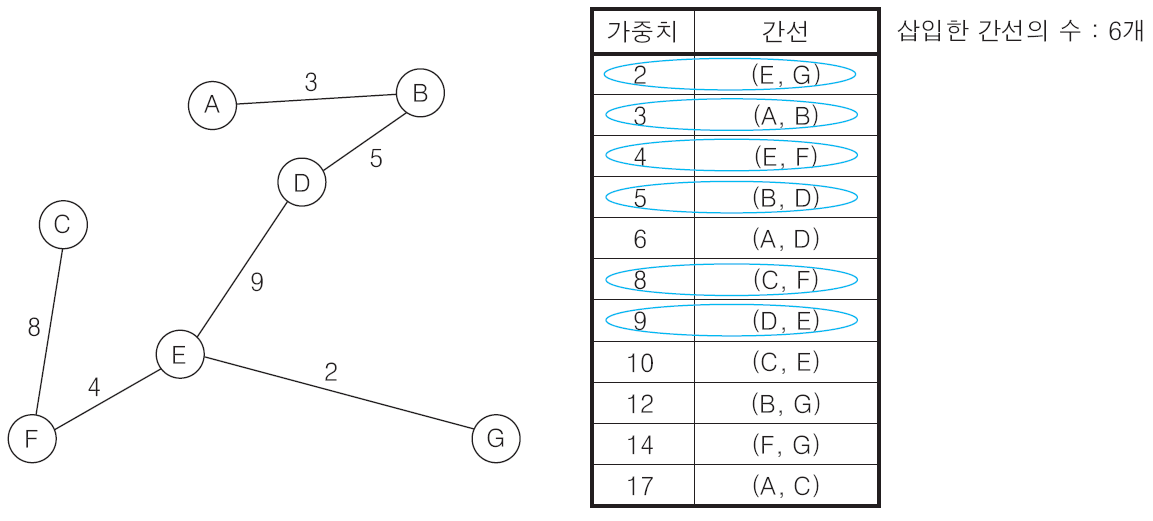 가중치 간선
삽입한 간선의 수 : 6개
2 (E, G)
3 (A, B)
4 (E, F)
5 (B, D)
6 (A, D)
8 (C, F)
9 (D, E)
10 (C, E)
12 (B, G)
14 (F, G)
17 (A, C)
A
3
B
5
D
C
9
8
E
2
4
F
G